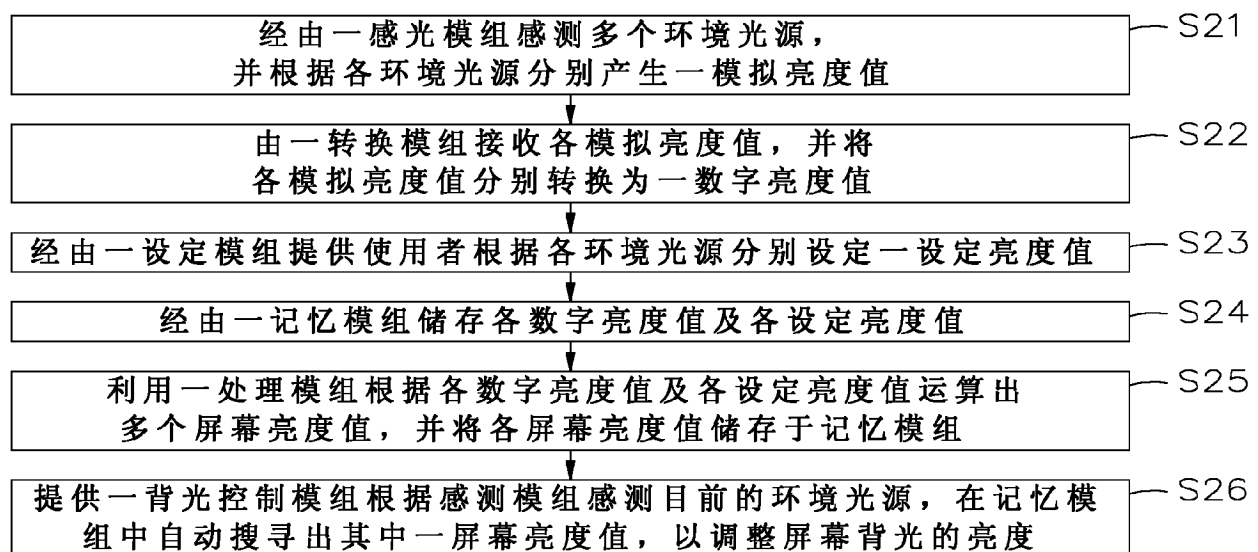 经由一感光模组感测多个环境光源，
并根据各环境光源分别产生一模拟亮度值
S21
由一转换模组接收各模拟亮度值，并将
各模拟亮度值分别转换为一数字亮度值
S22
经由一设定模组提供使用者根据各环境光源分别设定一设定亮度值
S23
经由一记忆模组储存各数字亮度值及各设定亮度值
S24
利用一处理模组根据各数字亮度值及各设定亮度值运算出
多个屏幕亮度值，并将各屏幕亮度值储存于记忆模组
S25
提供一背光控制模组根据感测模组感测目前的环境光源，在记忆模
组中自动搜寻出其中一屏幕亮度值，以调整屏幕背光的亮度
S26